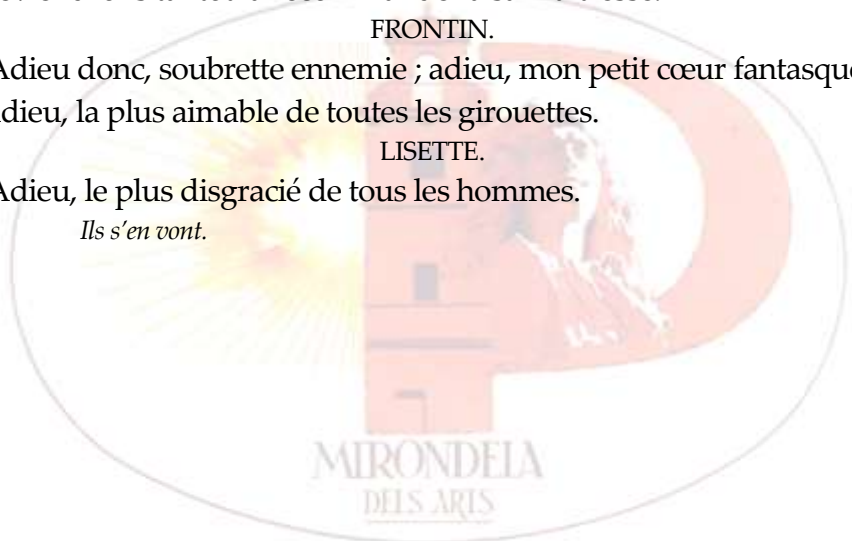 FRONTIN.
Adieu donc, soubrette ennemie ; adieu, mon petit cœur fantasque
adieu, la plus aimable de toutes les girouettes.
LISETTE.
Adieu, le plus disgracié de tous les hommes.
Ils s'en vont.
MIRONDELA
DELS ARTS